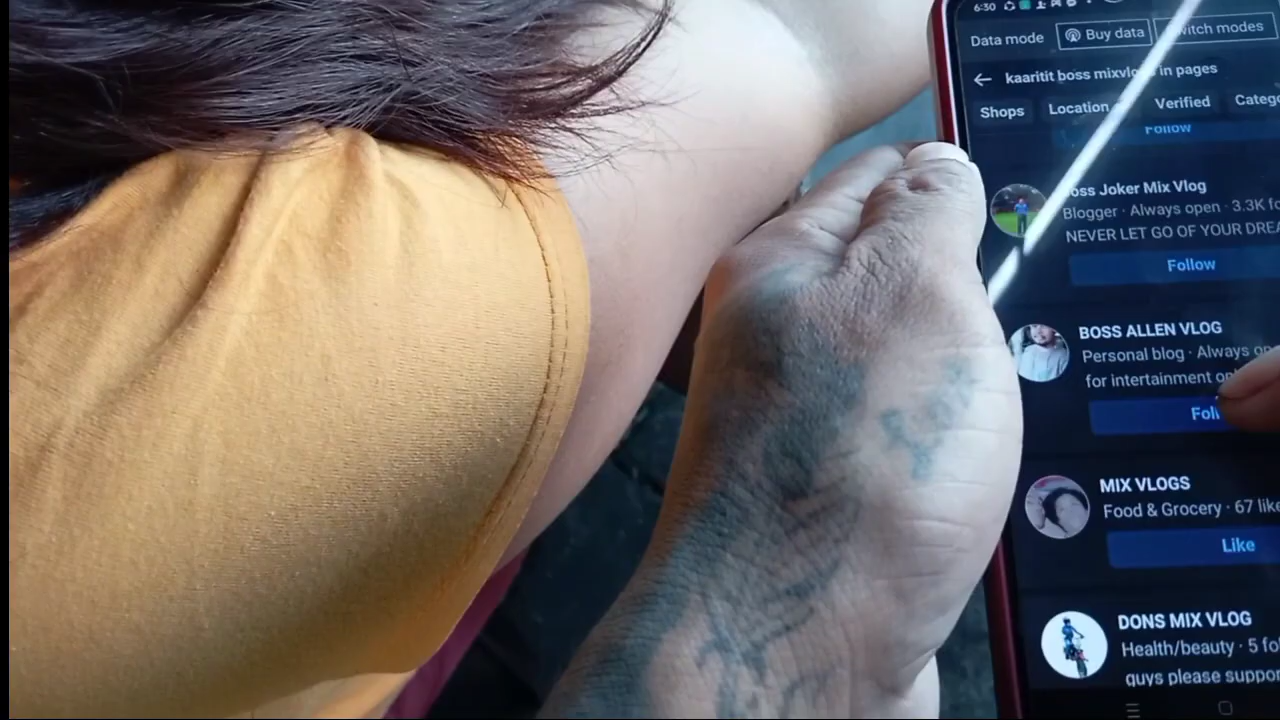 6:30
Data mode Buy data Switch modes
kaaritit boss mixvlogs in pages
Shops Location Verified
Follow
Boss Joker Mix Vlog
Blogger · Always open · 3.3K
NEVER LET GO OF YOUR
Follow
BOSS ALLEN VLOG
Personal blog · Always
for intertainment
MIX VLOGS
Food & Grocery · 67
Like
DONS MIX VLOG
Health/beauty · 5
guys please